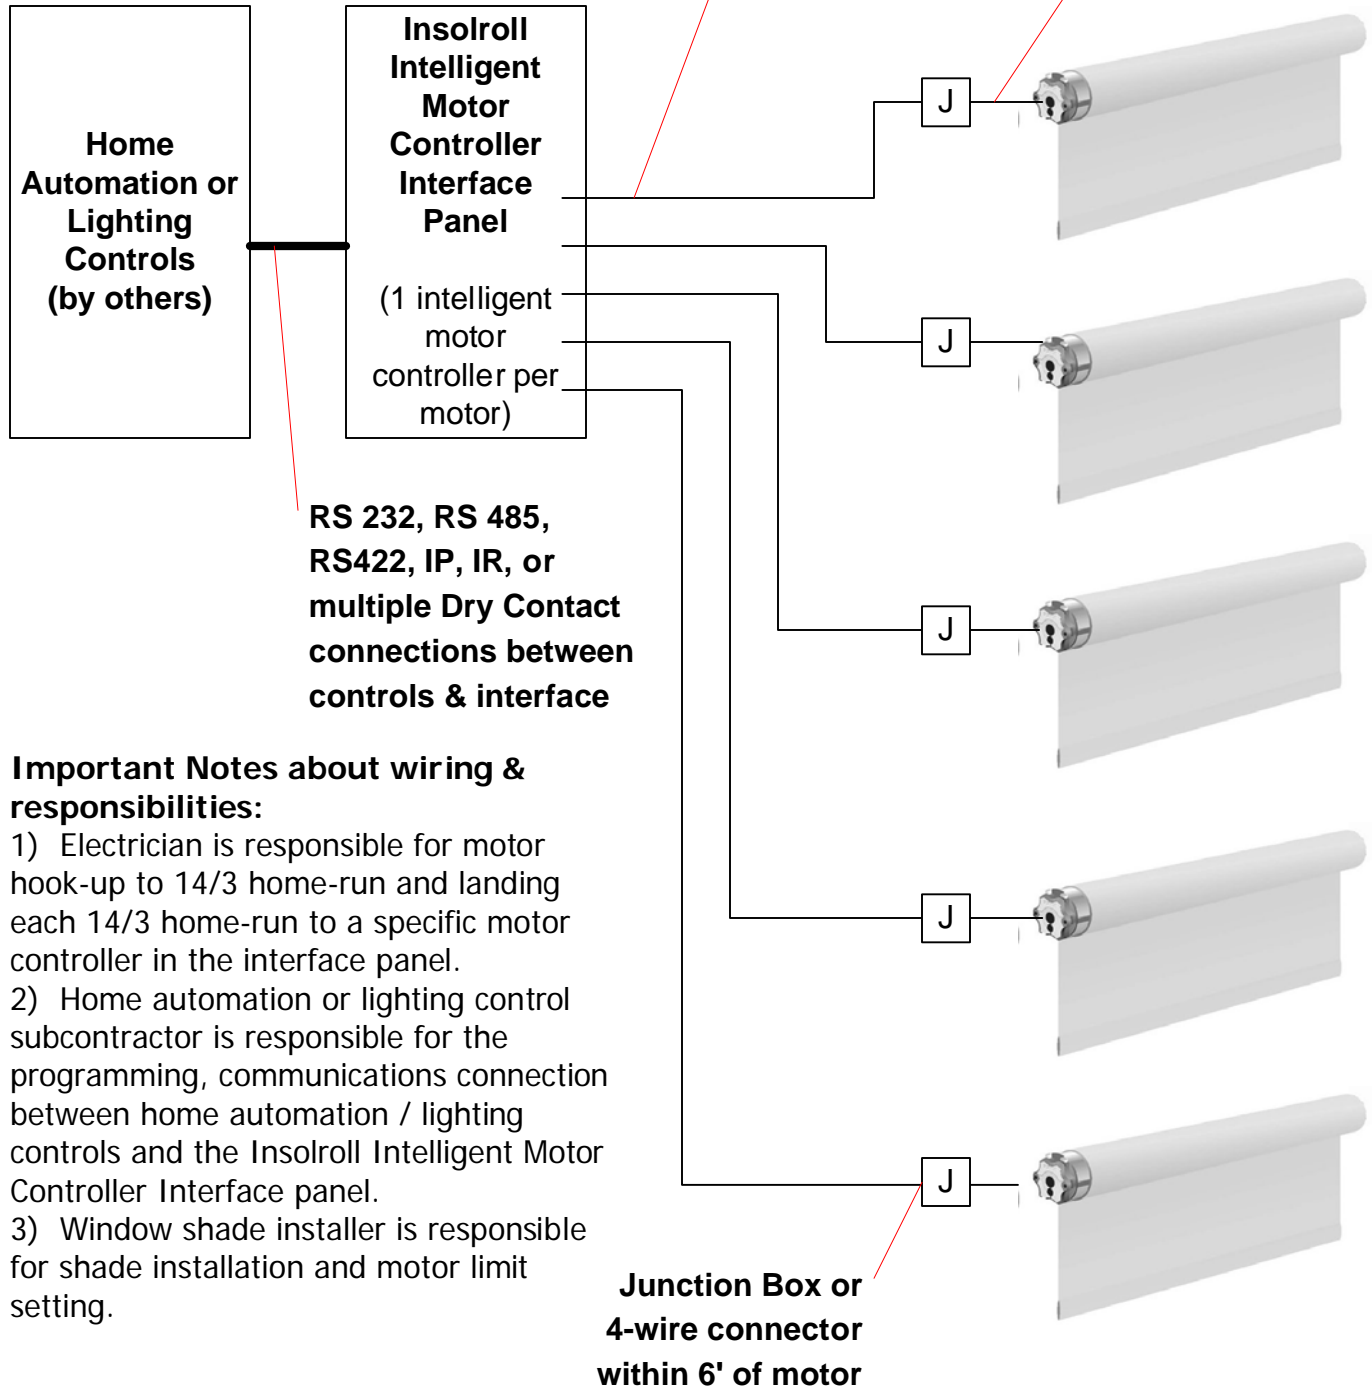 Home
Automation or
Lighting
Controls
(by others)
Insolroll
Intelligent
Motor
Controller
Interface
Panel
(1 intelligent
motor
controller per
motor)
J
J
J
J
J
RS 232, RS 485,
RS422, IP, IR, or
multiple Dry Contact
connections between
controls & interface
Important Notes about wiring &
responsibilities:
1) Electrician is responsible for motor
hook-up to 14/3 home-run and landing
each 14/3 home-run to a specific motor
controller in the interface panel.
2) Home automation or lighting control
subcontractor is responsible for the
programming, communications connection
between home automation / lighting
controls and the Insolroll Intelligent Motor
Controller Interface panel.
3) Window shade installer is responsible
for shade installation and motor limit
setting.
Junction Box or
4-wire connector
within 6' of motor